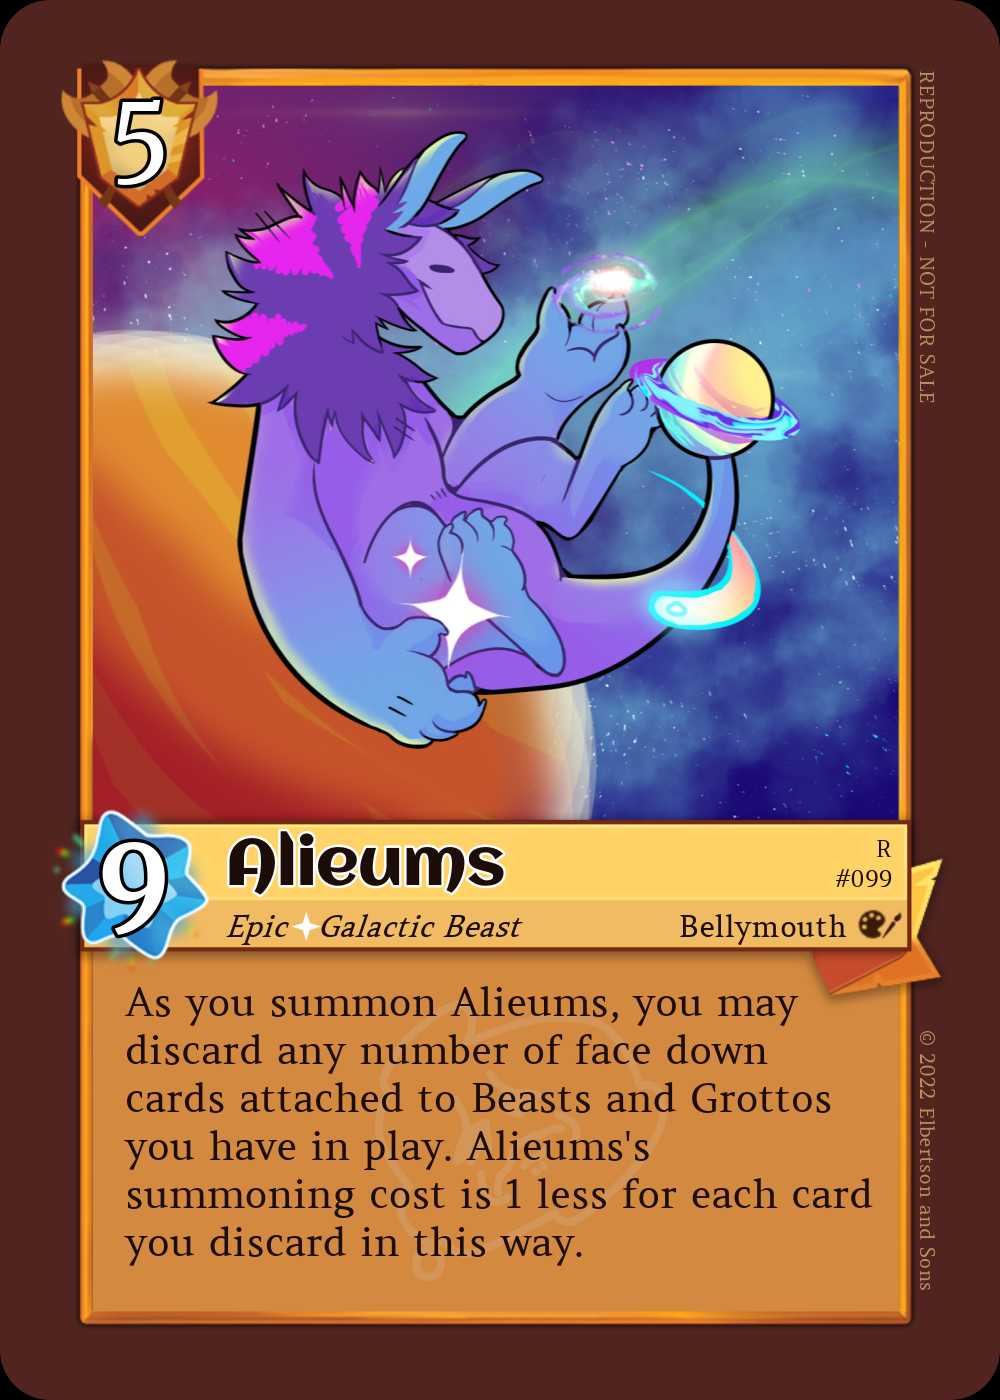 5
REPRODUCTION - NOT FOR SALE
9
Alieums
R
#099
Epic✦Galactic Beast
Bellymouth
As you summon Alieums, you may
discard any number of face down
cards attached to Beasts and Grottos
you have in play. Alieums's
summoning cost is 1 less for each card
you discard in this way.
© 2022 Elbertson and Sons